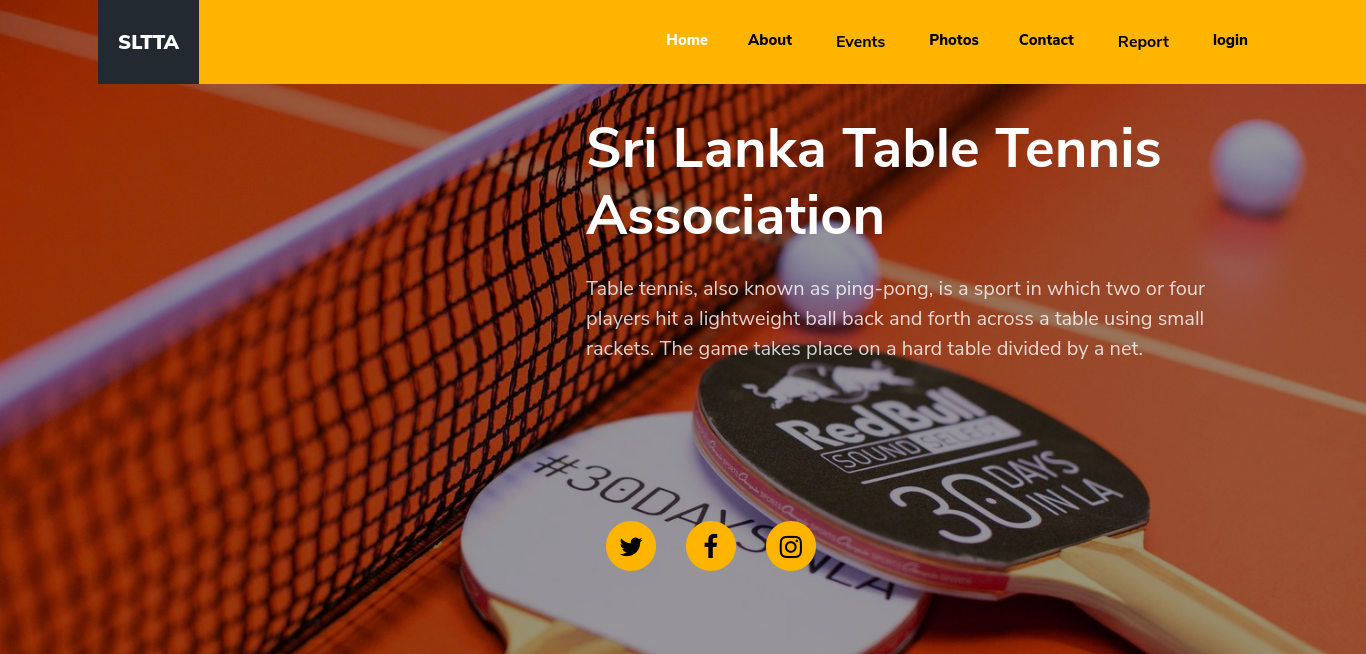 SLTTA
Home About Events Photos Contact Report login
Sri Lanka Table Tennis
Association
Table tennis, also known as ping-pong, is a sport in which two or four
players hit a lightweight ball back and forth across a table using small
rackets. The game takes place on a hard table divided by a net.
Red Bull
SOUND SELECT
30 DAYS
IN LA
#30DAYSINLA